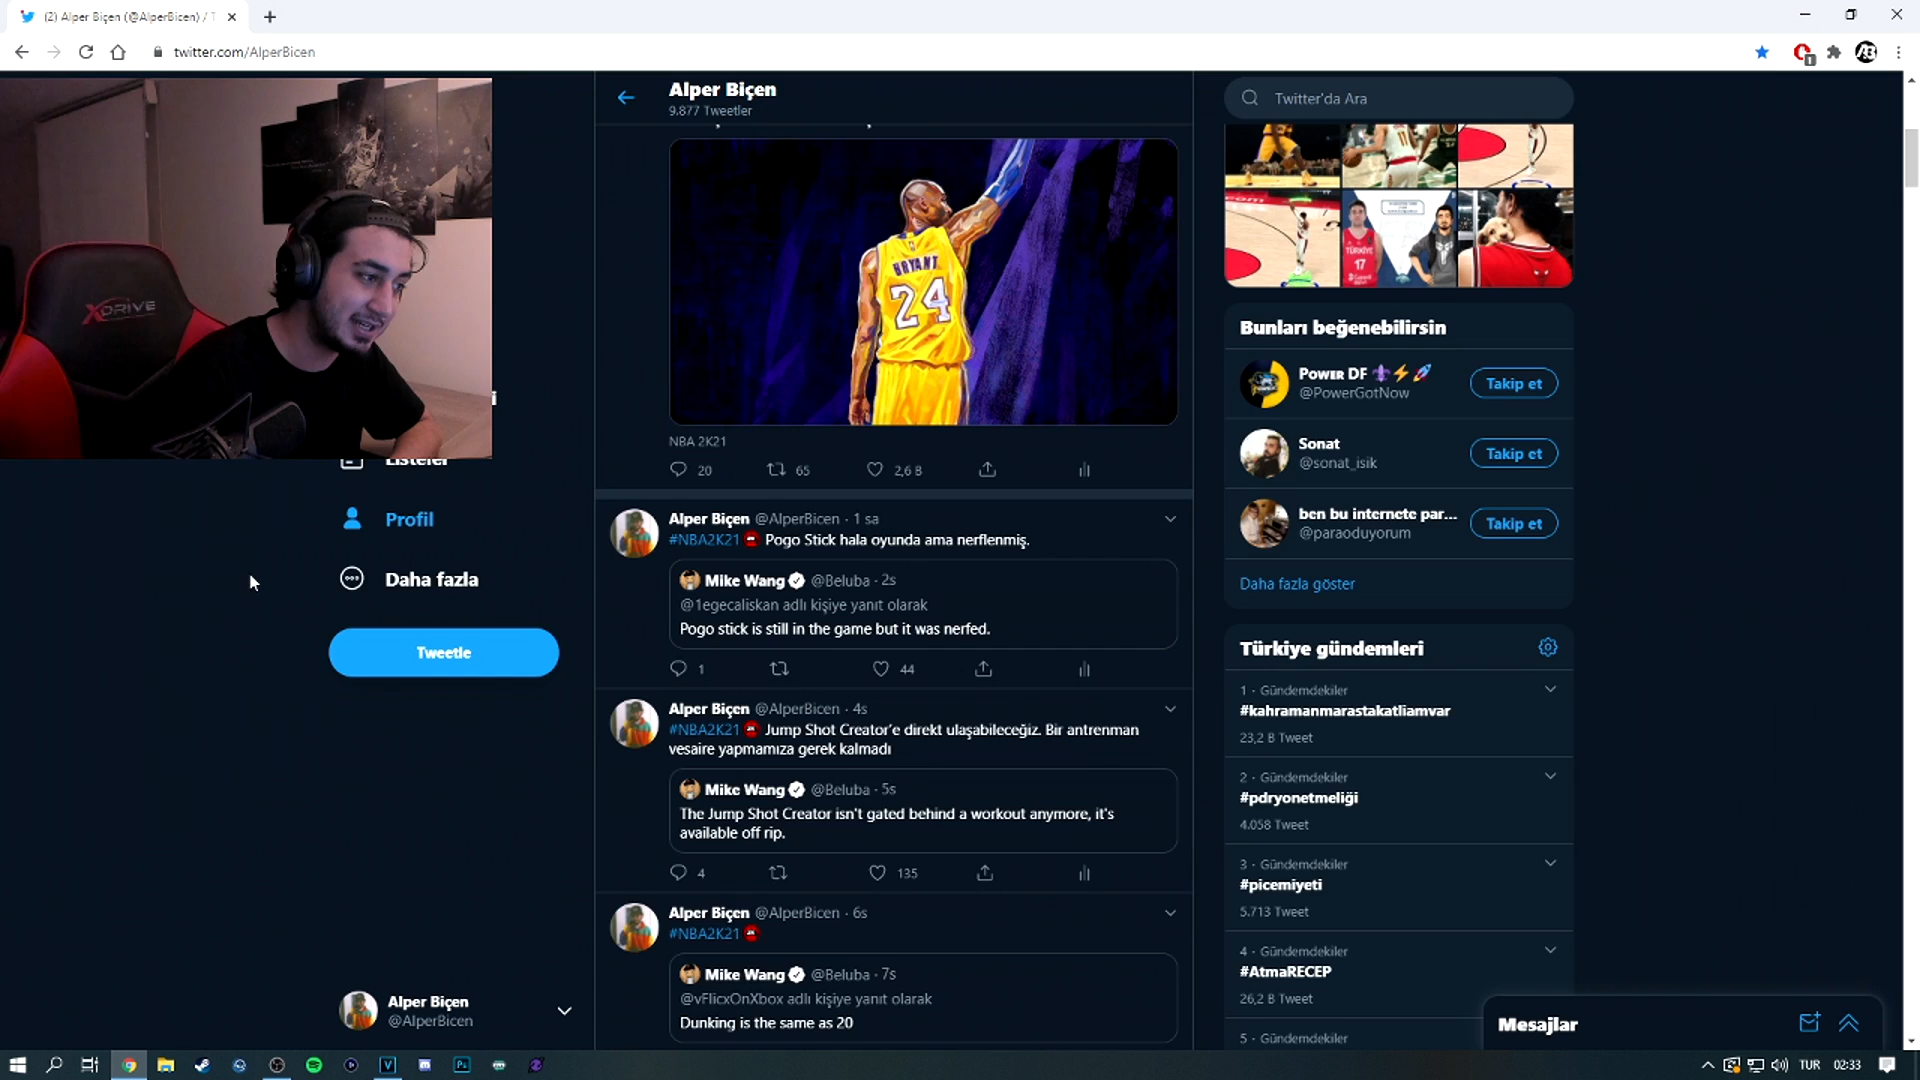 (2) Alper Biçen (@AlperBicen) / T
twitter.com/AlperBicen
XDRIVE
Listeler
Profil
Daha fazla
Tweetle
Alper Biçen
@AlperBicen
Alper Biçen
9.877 Tweetler
BRYANT
24
NBA 2K21
20 65 2,6 B
Alper Biçen @AlperBicen · 1 sa
#NBA2K21 Pogo Stick hala oyunda ama nerflenmiş.
Mike Wang @Beluba · 2s
@1egecaliskan adlı kişiye yanıt olarak
Pogo stick is still in the game but it was nerfed.
1 44
Alper Biçen @AlperBicen · 4s
#NBA2K21 Jump Shot Creator'e direkt ulaşabileceğiz. Bir antrenman
vesaire yapmamıza gerek kalmadı
Mike Wang @Beluba · 5s
The Jump Shot Creator isn't gated behind a workout anymore, it's
available off rip.
4 135
Alper Biçen @AlperBicen · 6s
#NBA2K21
Mike Wang @Beluba · 7s
@vFlicxOnXbox adlı kişiye yanıt olarak
Dunking is the same as 20
Twitter'da Ara
11
TÜRKİYE
17
Bunları beğenebilirsin
Power DF
@PowerGotNow
Takip et
Sonat
@sonat_isik
Takip et
ben bu internete par...
@paraoduyorum
Takip et
Daha fazla göster
Türkiye gündemleri
1 · Gündemdekiler
#kahramanmarastakatliamvar
23,2 B Tweet
2 · Gündemdekiler
#pdryonetmeliği
4.058 Tweet
3 · Gündemdekiler
#picemiyeti
5.713 Tweet
4 · Gündemdekiler
#AtmaRECEP
26,2 B Tweet
5 · Gündemdekiler
Mesajlar
TUR 02:33